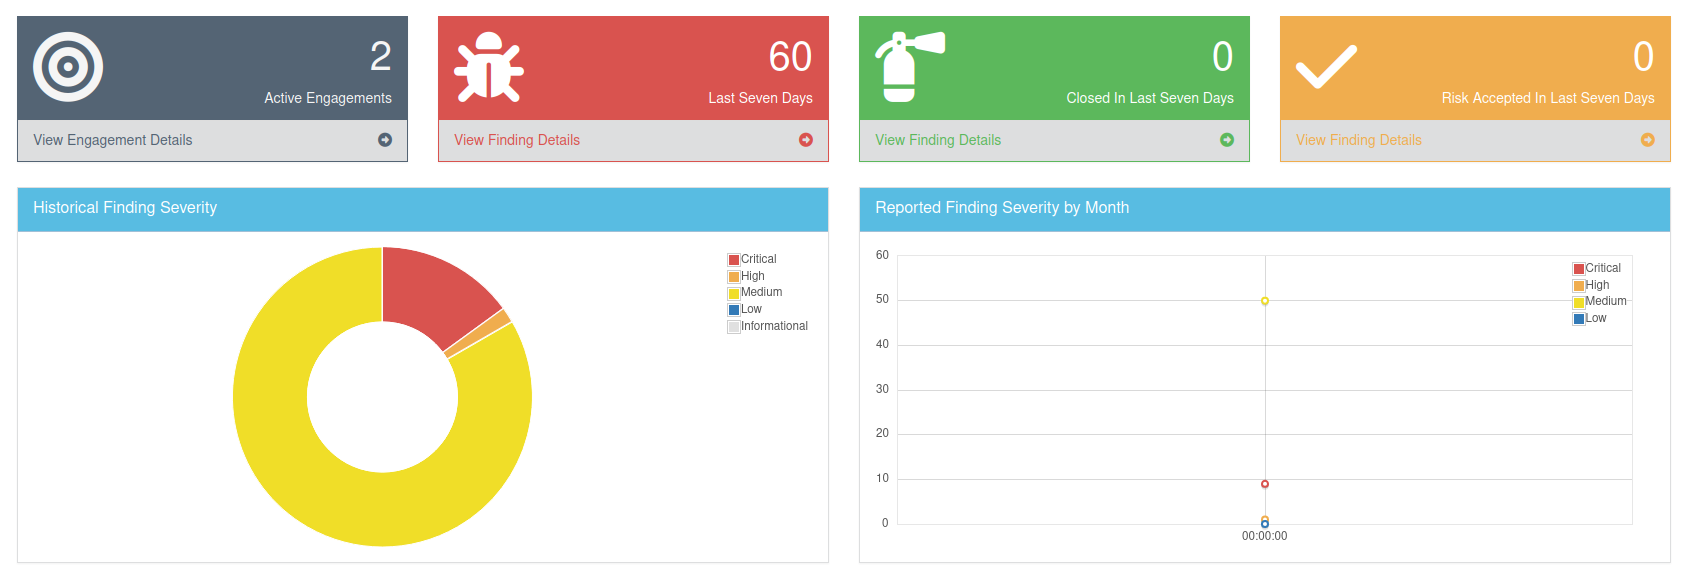 2
Active Engagements
View Engagement Details
60
Last Seven Days
View Finding Details
0
Closed In Last Seven Days
View Finding Details
0
Risk Accepted In Last Seven Days
View Finding Details
Historical Finding Severity
Critical
High
Medium
Low
Informational
Reported Finding Severity by Month
60
50
40
30
20
10
0
00:00:00
Critical
High
Medium
Low